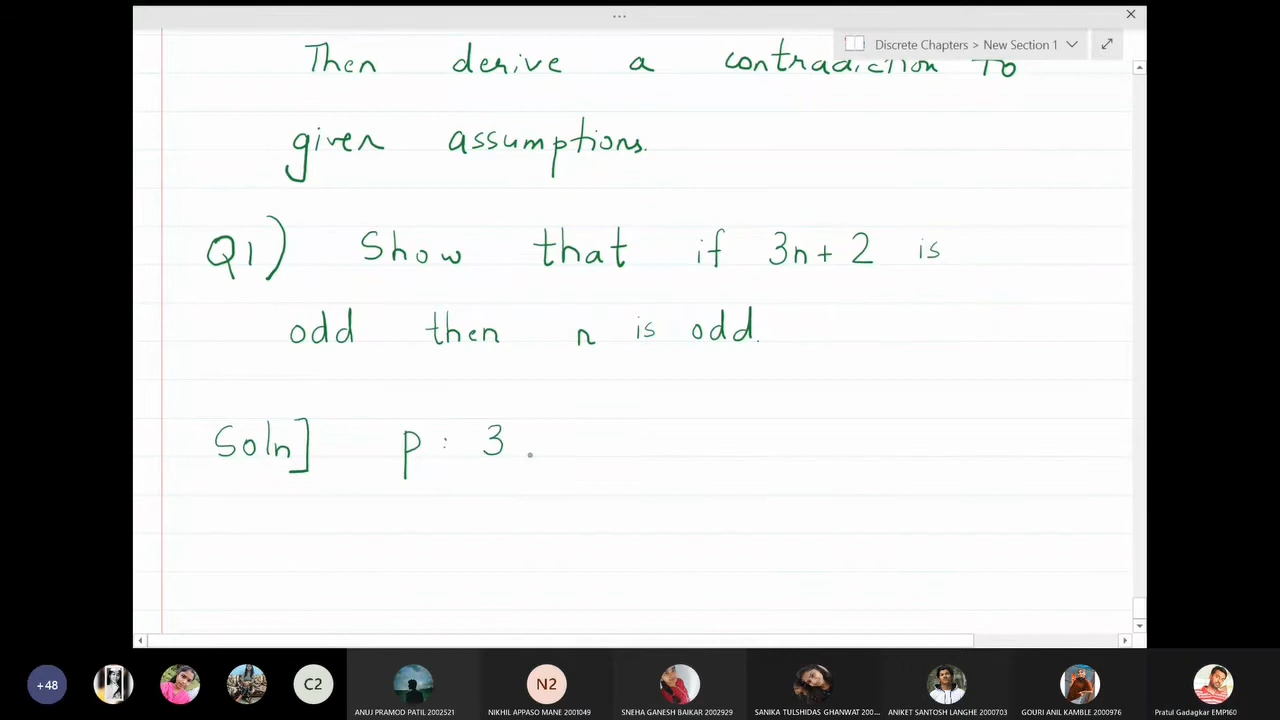 Discrete Chapters > New Section 1
Then derive a contradiction to
given assumptions.
Q1) Show that if 3n+ 2 is
odd then n is odd.
Soln] p : 3
+48
C2
N2
ANUJ PRAMOD PATIL 2002521
NIKHIL APPASO MANE 2001049
SNEHA GANESH BAIKAR 2002929
SANIKA TULSHIDAS GHANWAT 200...
ANIKET SANTOSH LANGHE 2000703
GOURI ANIL KAMBLE 2000976
Pratul Gadagkar EMP160